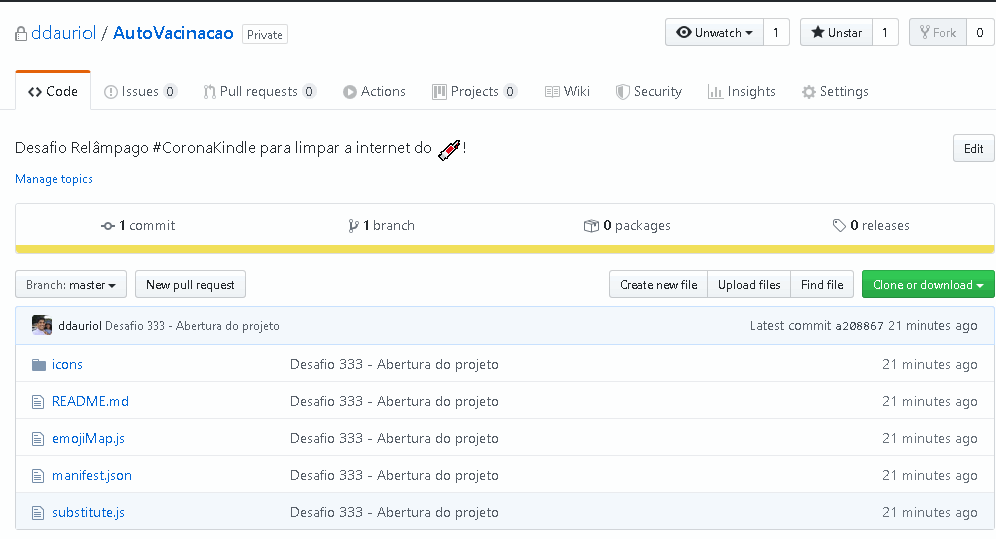 ddauriol / AutoVacinacao Private Unwatch 1 Unstar 1 Fork 0
Code Issues 0 Pull requests 0 Actions Projects 0 Wiki Security Insights Settings
Desafio Relâmpago #CoronaKindle para limpar a internet do ! Edit
Manage topics
1 commit 1 branch 0 packages 0 releases
Branch: master New pull request Create new file Upload files Find file Clone or download
ddauriol Desafio 333 - Abertura do projeto Latest commit a208867 21 minutes ago
icons Desafio 333 - Abertura do projeto 21 minutes ago
README.md Desafio 333 - Abertura do projeto 21 minutes ago
emojiMap.js Desafio 333 - Abertura do projeto 21 minutes ago
manifest.json Desafio 333 - Abertura do projeto 21 minutes ago
substitute.js Desafio 333 - Abertura do projeto 21 minutes ago